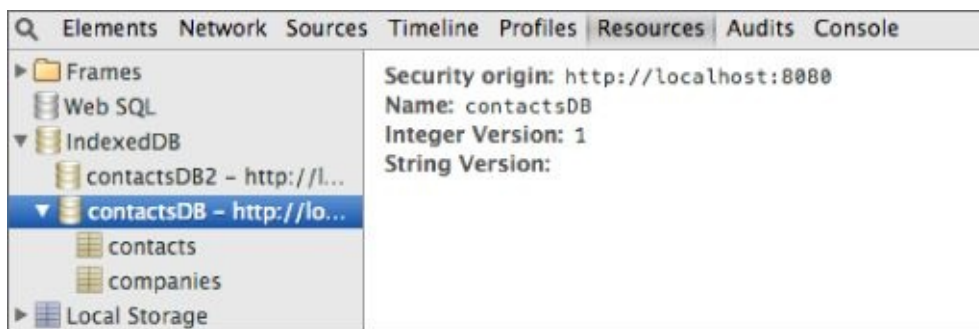 Elements Network Sources Timeline Profiles Resources Audits Console
Frames
Web SQL
IndexedDB
contactsDB2 – http://l...
contactsDB – http://lo...
contacts
companies
Local Storage
Security origin: http://localhost:8080
Name: contactsDB
Integer Version: 1
String Version: